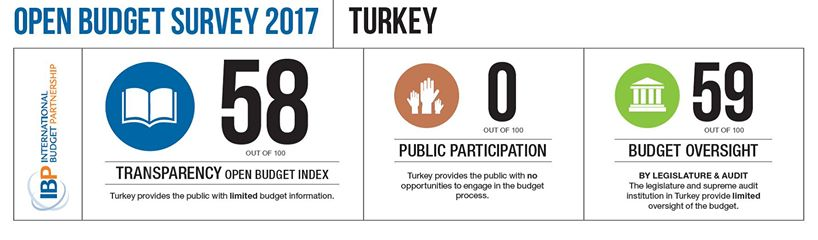 OPEN BUDGET SURVEY 2017
TURKEY
IBP INTERNATIONAL
BUDGET PARTNERSHIP
58
OUT OF 100
TRANSPARENCY OPEN BUDGET INDEX
Turkey provides the public with limited budget information.
0
OUT OF 100
PUBLIC PARTICIPATION
Turkey provides the public with no
opportunities to engage in the budget
process.
59
OUT OF 100
BUDGET OVERSIGHT
BY LEGISLATURE & AUDIT
The legislature and supreme audit
institution in Turkey provide limited
oversight of the budget.